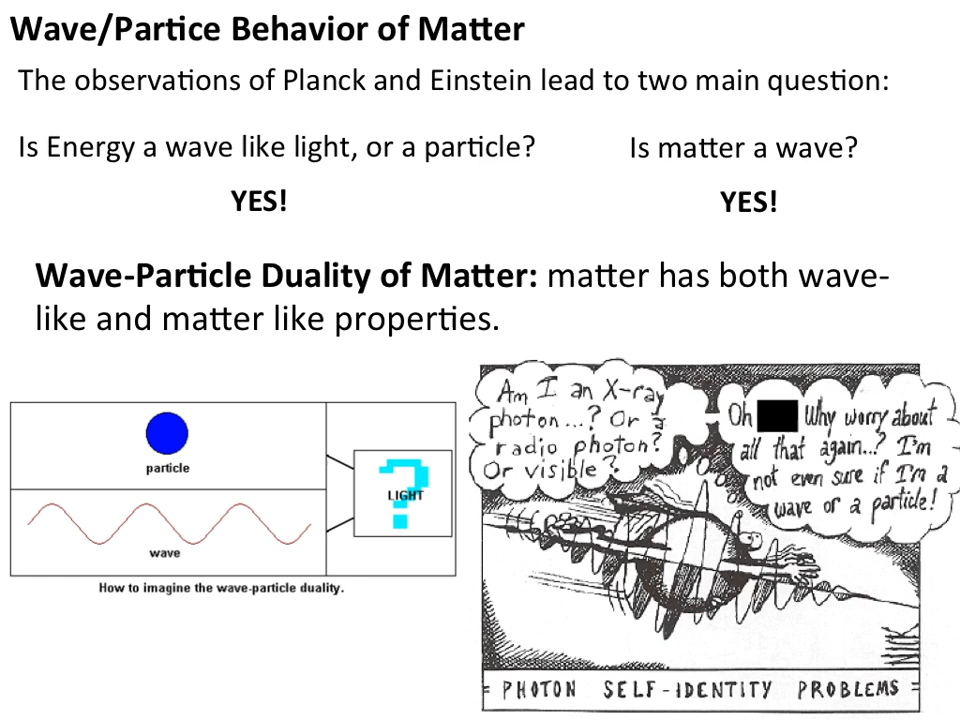 Wave/Partice Behavior of Matter
The observations of Planck and Einstein lead to two main question:
Is Energy a wave like light, or a particle?
YES!
Is matter a wave?
YES!
Wave-Particle Duality of Matter: matter has both wave-
like and matter like properties.
particle
wave
LIGHT
?
How to imagine the wave-particle duality.
Am I an X-ray
photon...? Or a
radio photon?
Or visible?
Oh Why worry about
all that again...? I'm
not even sure if I'm a
wave or a particle!
PHOTON SELF-IDENTITY PROBLEMS